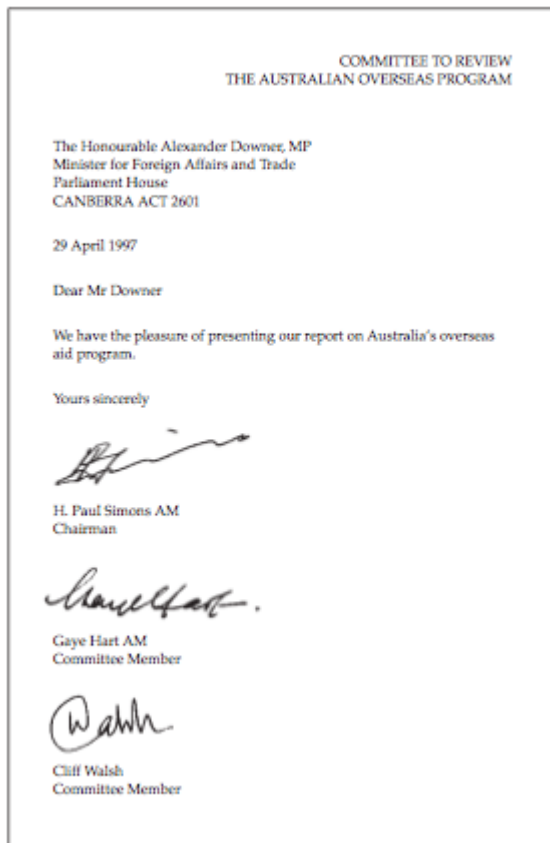 COMMITTEE TO REVIEW
THE AUSTRALIAN OVERSEAS PROGRAM
The Honourable Alexander Downer, MP
Minister for Foreign Affairs and Trade
Parliament House
CANBERRA ACT 2601
29 April 1997
Dear Mr Downer
We have the pleasure of presenting our report on Australia's overseas
aid program.
Yours sincerely
H. Paul Simons AM
Chairman
Gaye Hart AM
Committee Member
Walsh
Cliff Walsh
Committee Member